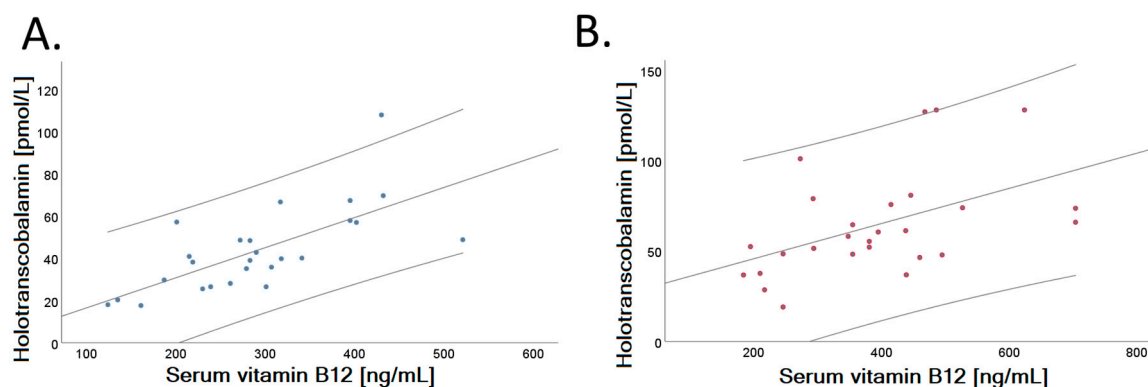 A.
Holotranscobalamin [pmol/L]
120
100
80
60
40
20
0
100 200 300 400 500 600
Serum vitamin B12 [ng/mL]
B.
Holotranscobalamin [pmol/L]
150
100
50
0
200 400 600 800
Serum vitamin B12 [ng/mL]